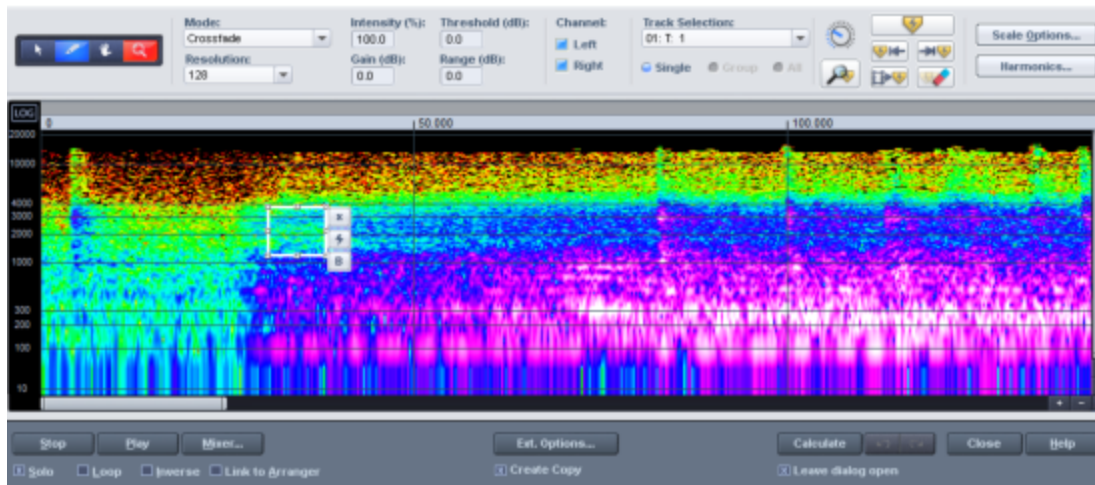 Mode: Intensity (%): Threshold (dB): Channel: Track Selection:
Crossfade 100.0 0.0 Left 01: T: 1
Resolution: Gain (dB): Range (dB): Right Single Group All
128 0.0 0.0
Scale Options...
Harmonics...
LOG 0 50.000 100.000
20000
10000
4000
3000
2000
1000
300
200
100
10
x
B
+ -
Stop Play Mixer... Ext. Options... Calculate Close Help
Solo Loop Inverse Link to Arranger Create Copy Leave dialog open